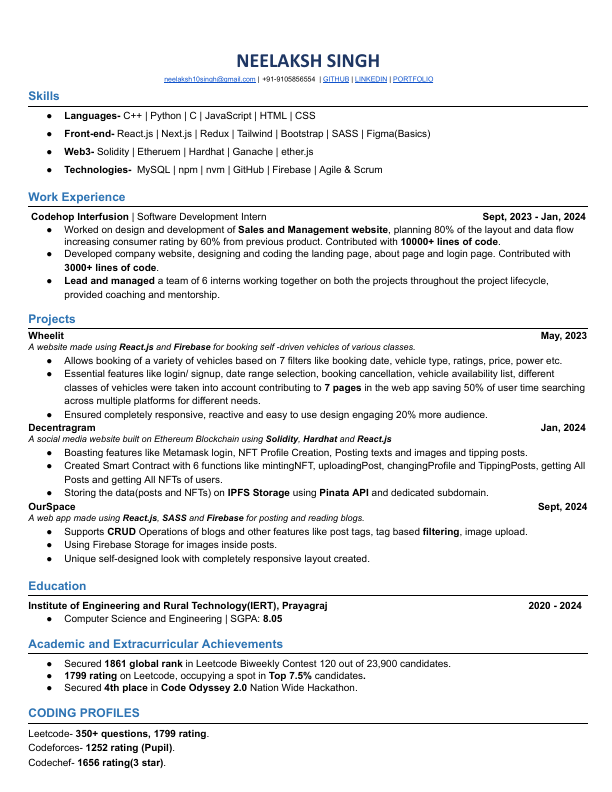 NEELAKSH SINGH
neelaksh10singh@gmail.com | +91-9105856554 | GITHUB | LINKEDIN | PORTFOLIO
Skills
● Languages- C++ | Python | C | JavaScript | HTML | CSS
● Front-end- React.js | Next.js | Redux | Tailwind | Bootstrap | SASS | Figma(Basics)
● Web3- Solidity | Etheruem | Hardhat | Ganache | ether.js
● Technologies- MySQL | npm | nvm | GitHub | Firebase | Agile & Scrum
Work Experience
Codehop Interfusion | Software Development Intern Sept, 2023 - Jan, 2024
● Worked on design and development of Sales and Management website, planning 80% of the layout and data flow
increasing consumer rating by 60% from previous product. Contributed with 10000+ lines of code.
● Developed company website, designing and coding the landing page, about page and login page. Contributed with
3000+ lines of code.
● Lead and managed a team of 6 interns working together on both the projects throughout the project lifecycle,
provided coaching and mentorship.
Projects
Wheelit May, 2023
A website made using React.js and Firebase for booking self -driven vehicles of various classes.
● Allows booking of a variety of vehicles based on 7 filters like booking date, vehicle type, ratings, price, power etc.
● Essential features like login/ signup, date range selection, booking cancellation, vehicle availability list, different
classes of vehicles were taken into account contributing to 7 pages in the web app saving 50% of user time searching
across multiple platforms for different needs.
● Ensured completely responsive, reactive and easy to use design engaging 20% more audience.
Decentragram Jan, 2024
A social media website built on Ethereum Blockchain using Solidity, Hardhat and React.js
● Boasting features like Metamask login, NFT Profile Creation, Posting texts and images and tipping posts.
● Created Smart Contract with 6 functions like mintingNFT, uploadingPost, changingProfile and TippingPosts, getting All
Posts and getting All NFTs of users.
● Storing the data(posts and NFTs) on IPFS Storage using Pinata API and dedicated subdomain.
OurSpace Sept, 2024
A web app made using React.js, SASS and Firebase for posting and reading blogs.
● Supports CRUD Operations of blogs and other features like post tags, tag based filtering, image upload.
● Using Firebase Storage for images inside posts.
● Unique self-designed look with completely responsive layout created.
Education
Institute of Engineering and Rural Technology(IERT), Prayagraj 2020 - 2024
● Computer Science and Engineering | SGPA: 8.05
Academic and Extracurricular Achievements
● Secured 1861 global rank in Leetcode Biweekly Contest 120 out of 23,900 candidates.
● 1799 rating on Leetcode, occupying a spot in Top 7.5% candidates.
● Secured 4th place in Code Odyssey 2.0 Nation Wide Hackathon.
CODING PROFILES
Leetcode- 350+ questions, 1799 rating.
Codeforces- 1252 rating (Pupil).
Codechef- 1656 rating(3 star).